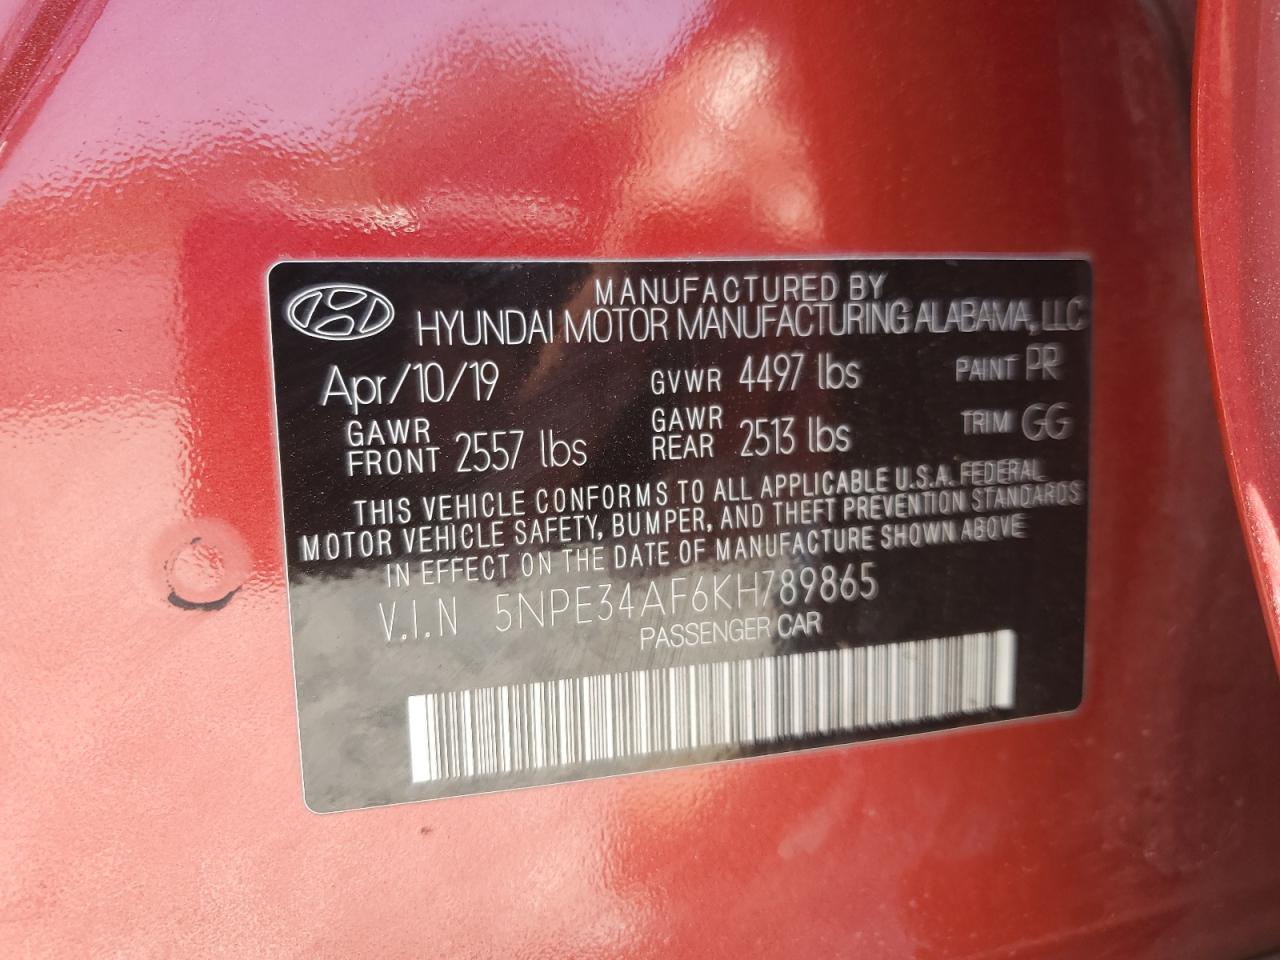 MANUFACTURED BY
HYUNDAI MOTOR MANUFACTURING ALABAMA, LLC
Apr/10/19 GVWR 4497 lbs PAINT PR
GAWR FRONT 2557 lbs GAWR REAR 2513 lbs TRIM GG
THIS VEHICLE CONFORMS TO ALL APPLICABLE U.S.A. FEDERAL
MOTOR VEHICLE SAFETY, BUMPER, AND THEFT PREVENTION STANDARDS
IN EFFECT ON THE DATE OF MANUFACTURE SHOWN ABOVE
V.I.N 5NPE34AF6KH789865
PASSENGER CAR